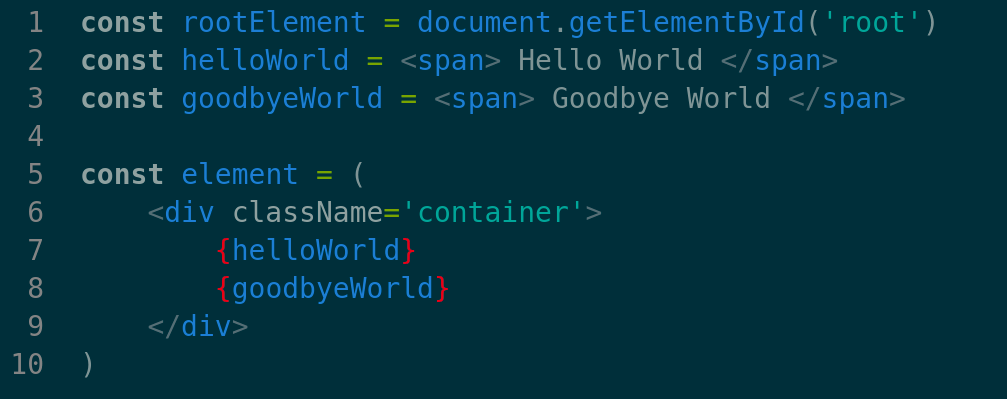 1 const rootElement = document.getElementById('root')
2 const helloWorld = <span> Hello World </span>
3 const goodbyeWorld = <span> Goodbye World </span>
4
5 const element = (
6     <div className='container'>
7         {helloWorld}
8         {goodbyeWorld}
9     </div>
10 )